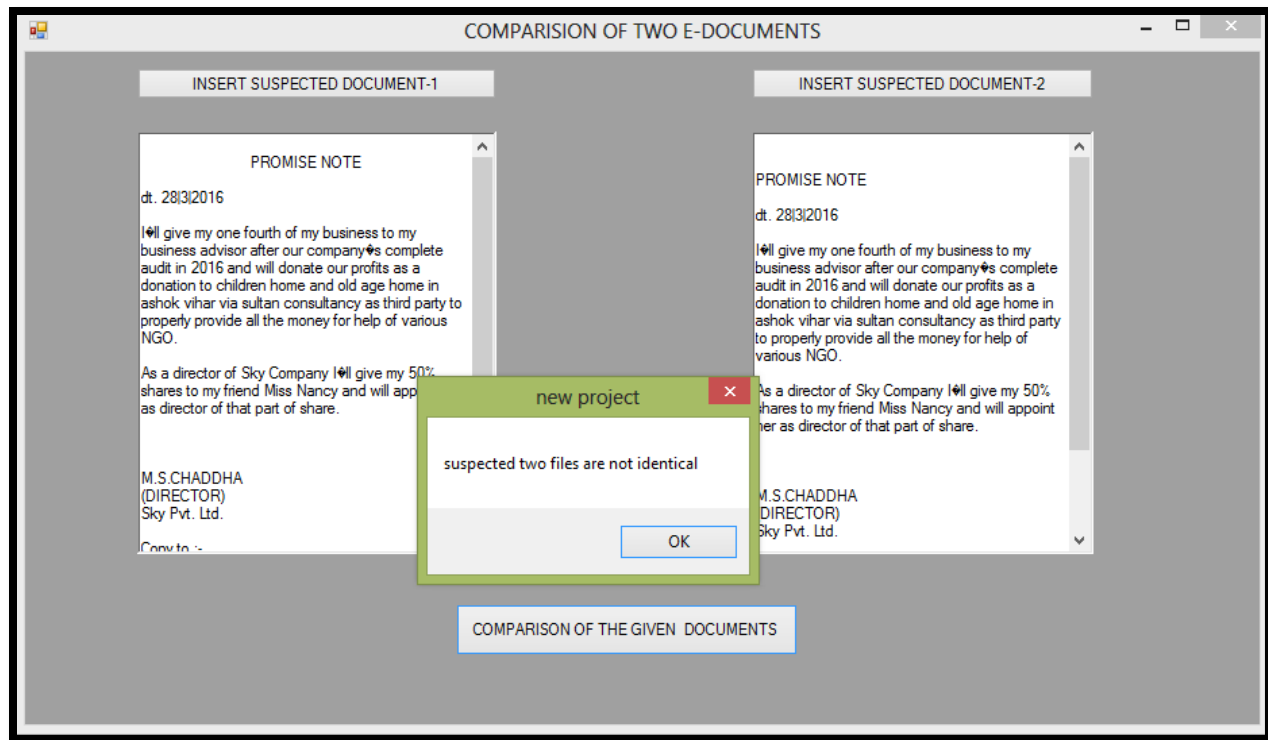 COMPARISION OF TWO E-DOCUMENTS
INSERT SUSPECTED DOCUMENT-1
PROMISE NOTE
dt. 28|3|2016
I�ll give my one fourth of my business to my
business advisor after our company�s complete
audit in 2016 and will donate our profits as a
donation to children home and old age home in
ashok vihar via sultan consultancy as third party to
properly provide all the money for help of various
NGO.
As a director of Sky Company I�ll give my 50%
shares to my friend Miss Nancy and will app
as director of that part of share.
M.S.CHADDHA
(DIRECTOR)
Sky Pvt. Ltd.
Copy to :-
INSERT SUSPECTED DOCUMENT-2
PROMISE NOTE
dt. 28|3|2016
I�ll give my one fourth of my business to my
business advisor after our company�s complete
audit in 2016 and will donate our profits as a
donation to children home and old age home in
ashok vihar via sultan consultancy as third party
to properly provide all the money for help of
various NGO.
As a director of Sky Company I�ll give my 50%
shares to my friend Miss Nancy and will appoint
her as director of that part of share.
M.S.CHADDHA
(DIRECTOR)
Sky Pvt. Ltd.
new project
suspected two files are not identical
OK
COMPARISON OF THE GIVEN DOCUMENTS